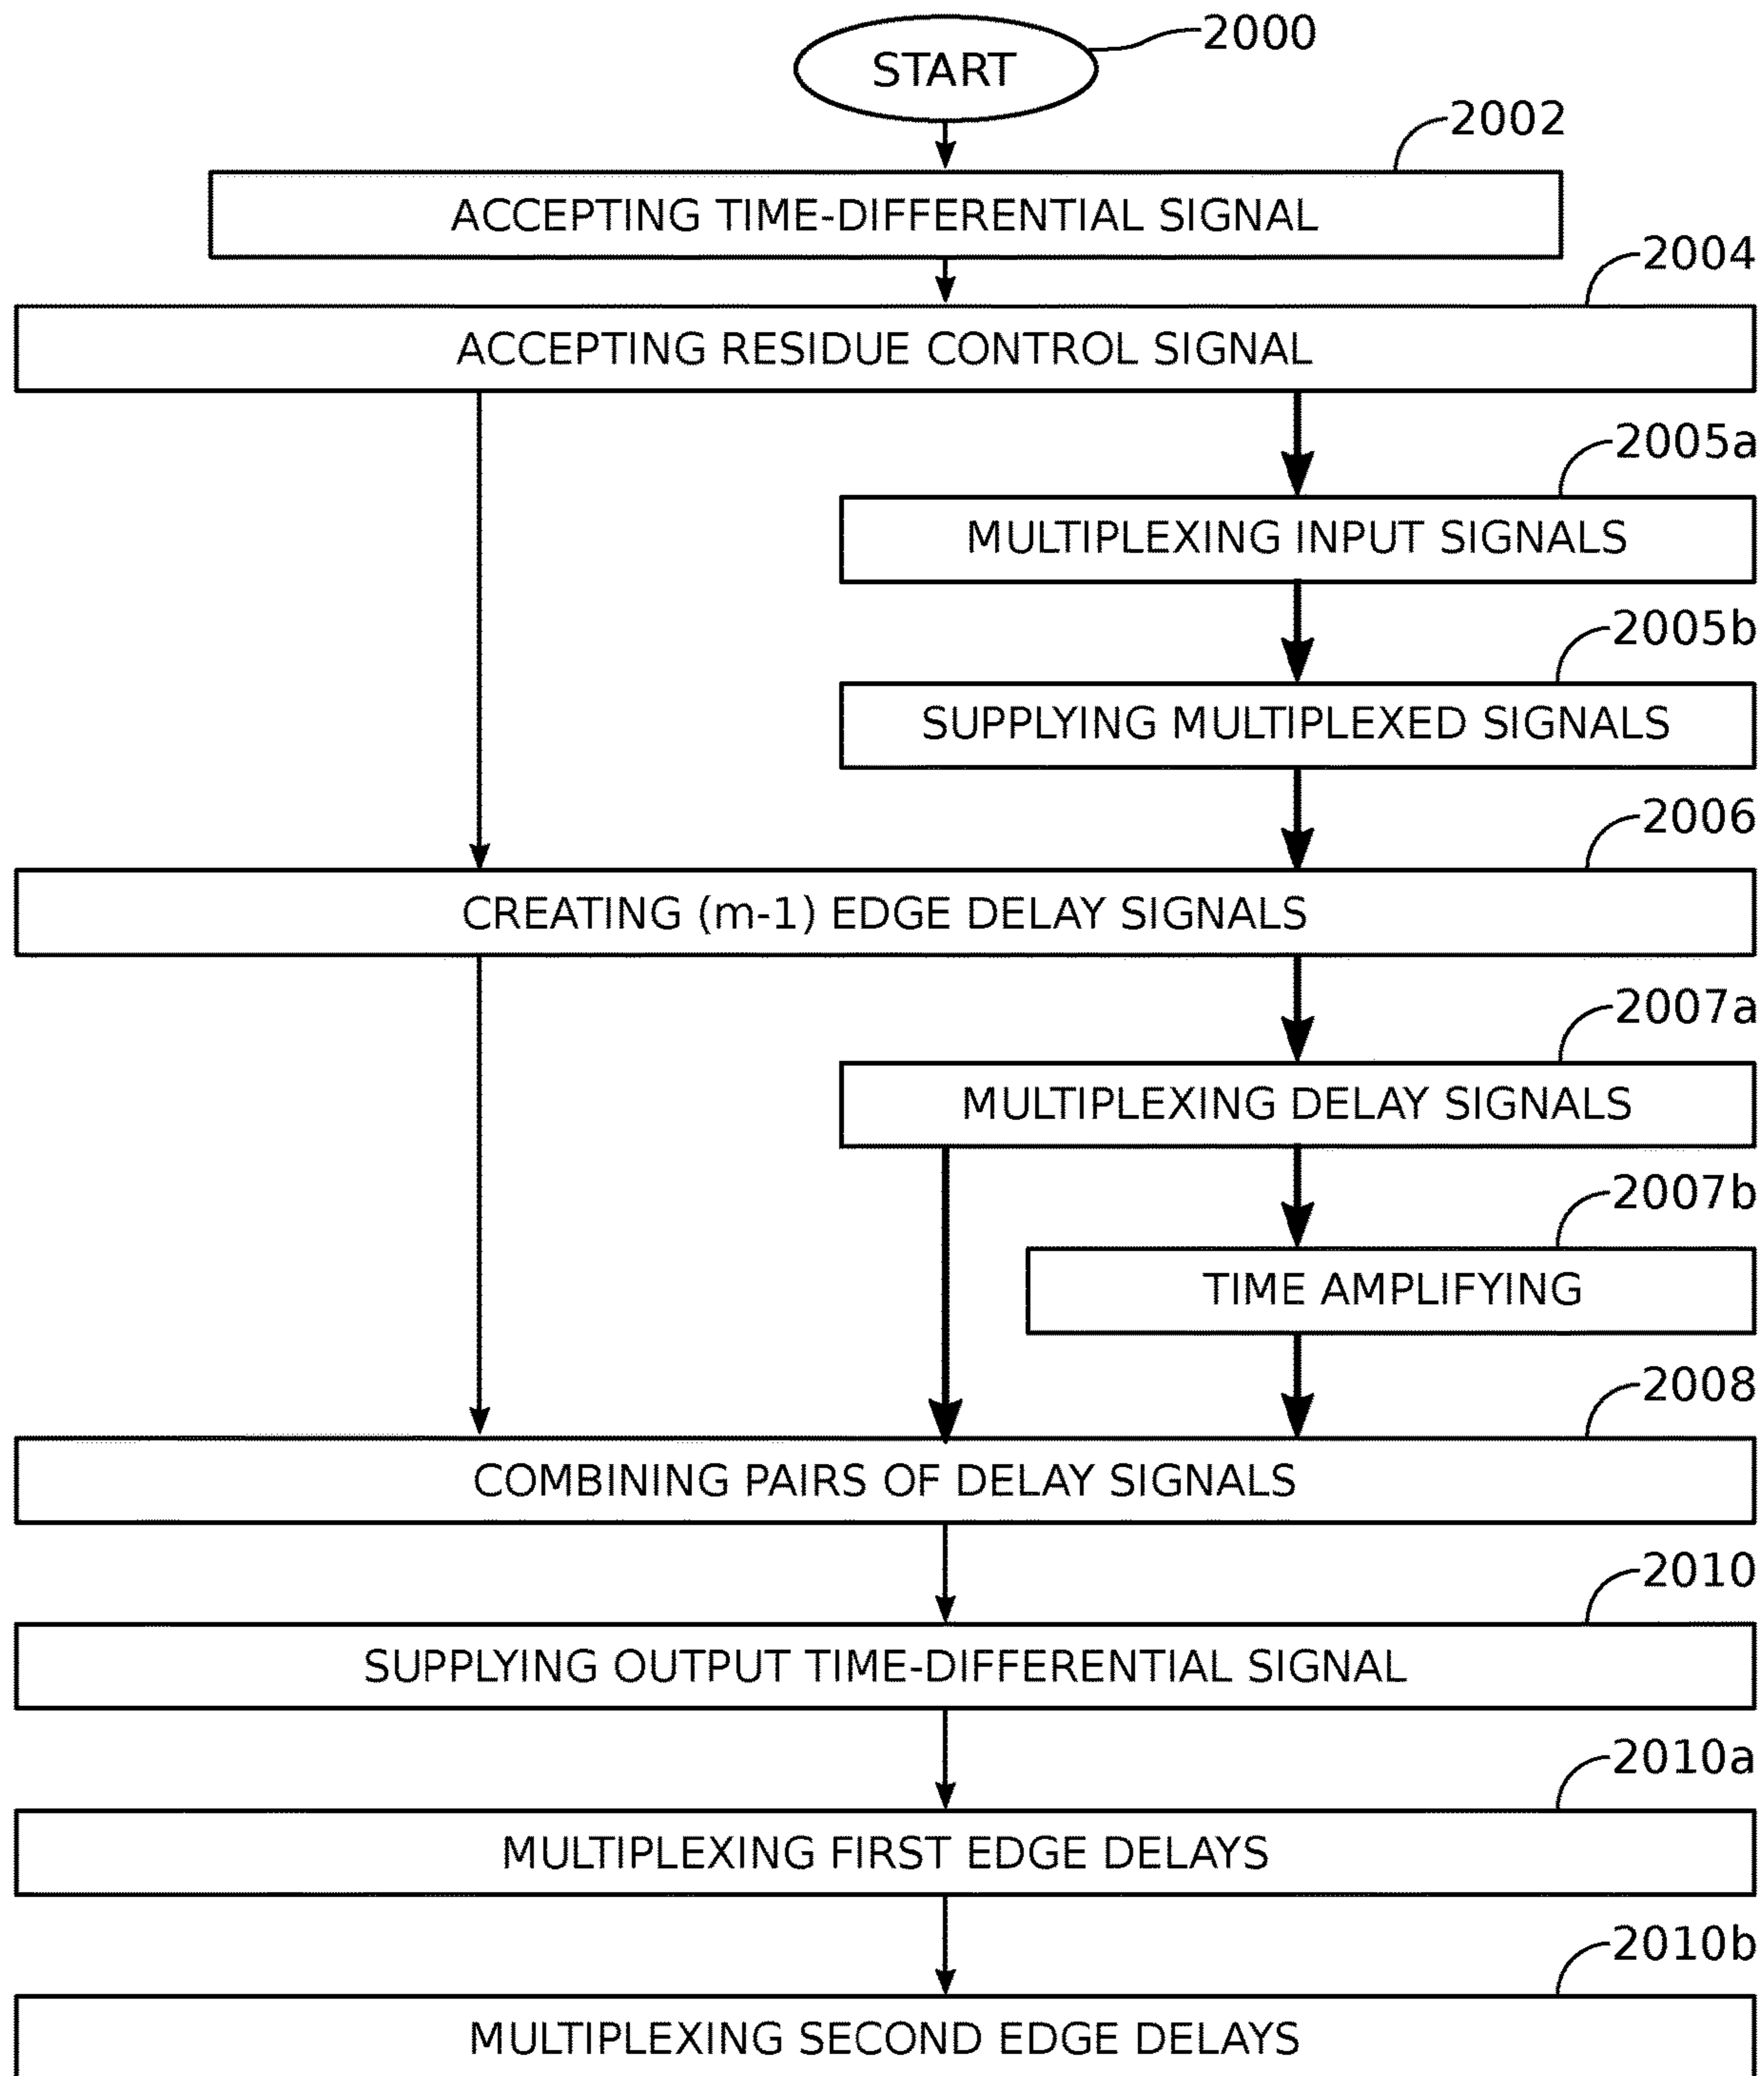 START
2000
2002
ACCEPTING TIME-DIFFERENTIAL SIGNAL
2004
ACCEPTING RESIDUE CONTROL SIGNAL
2005a
MULTIPLEXING INPUT SIGNALS
2005b
SUPPLYING MULTIPLEXED SIGNALS
2006
CREATING (m-1) EDGE DELAY SIGNALS
2007a
MULTIPLEXING DELAY SIGNALS
2007b
TIME AMPLIFYING
2008
COMBINING PAIRS OF DELAY SIGNALS
2010
SUPPLYING OUTPUT TIME-DIFFERENTIAL SIGNAL
2010a
MULTIPLEXING FIRST EDGE DELAYS
2010b
MULTIPLEXING SECOND EDGE DELAYS